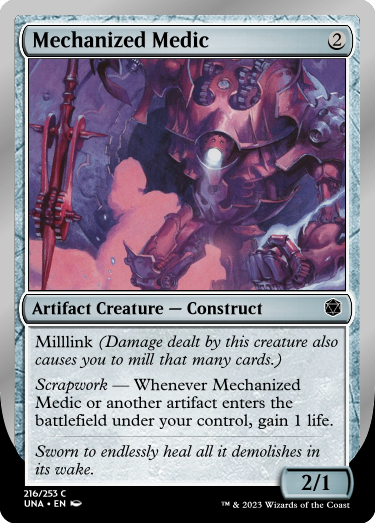 Mechanized Medic 2
Artifact Creature — Construct
Milllink (Damage dealt by this creature also
causes you to mill that many cards.)
Scrapwork — Whenever Mechanized
Medic or another artifact enters the
battlefield under your control, gain 1 life.
Sworn to endlessly heal all it demolishes in
its wake.
2/1
216/253 C
UNA • EN
™ & 2023 Wizards of the Coast